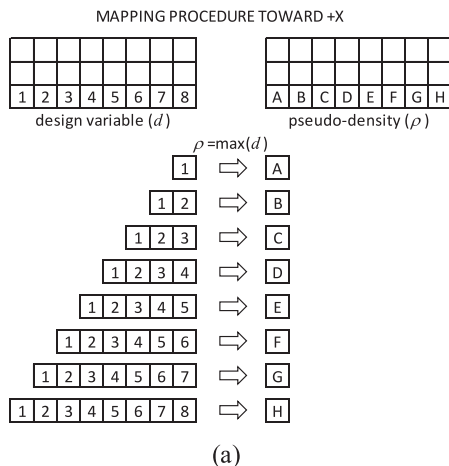 MAPPING PROCEDURE TOWARD +X
1 2 3 4 5 6 7 8 A B C D E F G H
design variable (d) pseudo-density (ρ)
ρ =max(d)
1 A
1 2 B
1 2 3 C
1 2 3 4 D
1 2 3 4 5 E
1 2 3 4 5 6 F
1 2 3 4 5 6 7 G
1 2 3 4 5 6 7 8 H
(a)